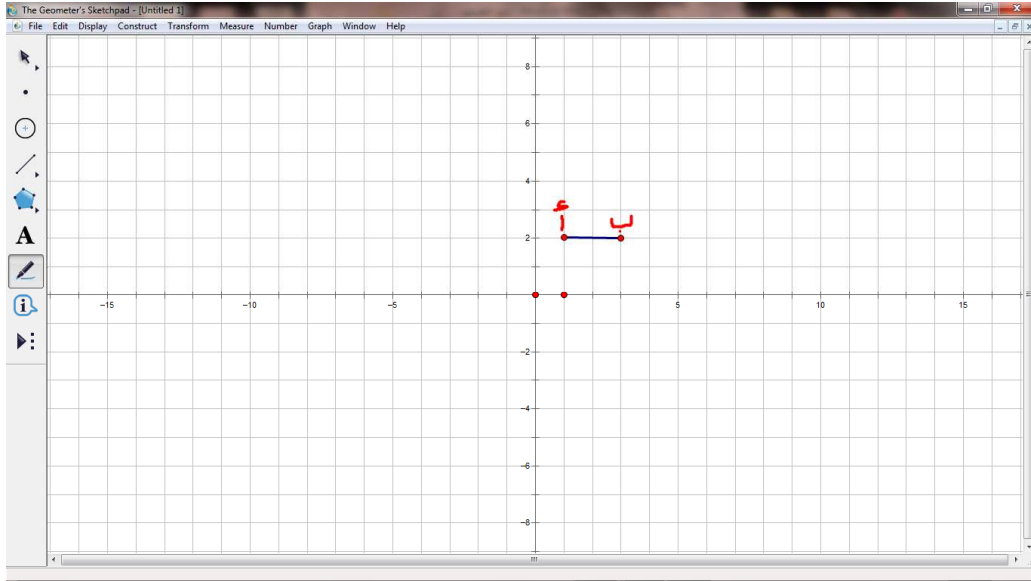 The Geometer's Sketchpad - [Untitled 1]
File Edit Display Construct Transform Measure Number Graph Window Help
8
6
4
2
-15 -10 -5 5 10 15
-2
-4
-6
-8
أ ب
A